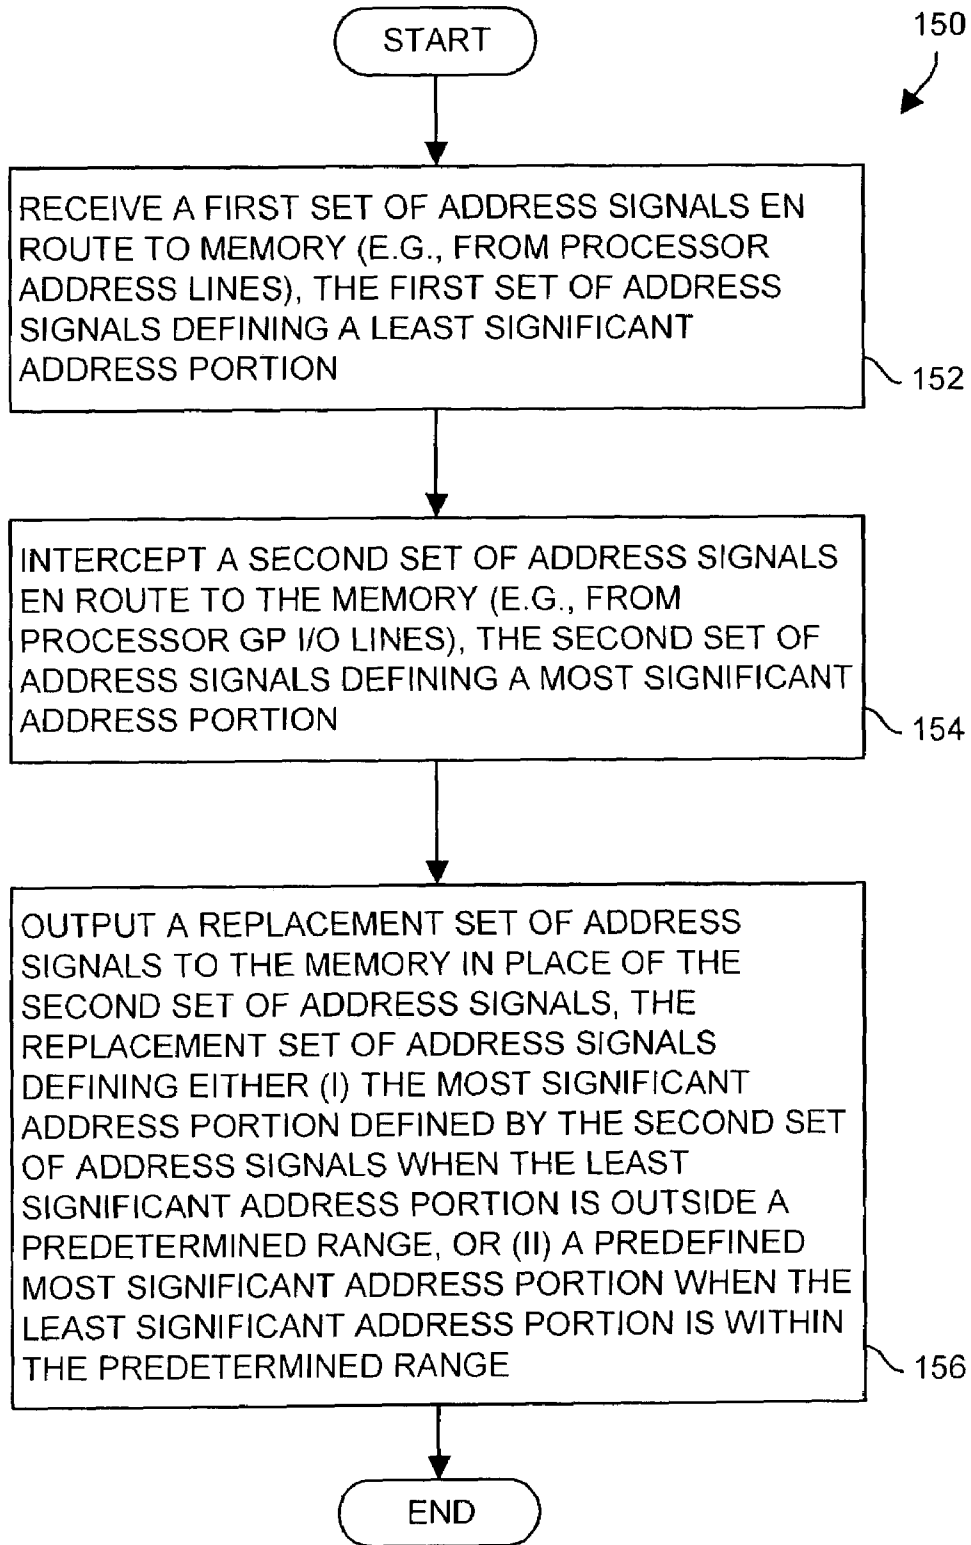 START
150
RECEIVE A FIRST SET OF ADDRESS SIGNALS EN
ROUTE TO MEMORY (E.G., FROM PROCESSOR
ADDRESS LINES), THE FIRST SET OF ADDRESS
SIGNALS DEFINING A LEAST SIGNIFICANT
ADDRESS PORTION
152
INTERCEPT A SECOND SET OF ADDRESS SIGNALS
EN ROUTE TO THE MEMORY (E.G., FROM
PROCESSOR GP I/O LINES), THE SECOND SET OF
ADDRESS SIGNALS DEFINING A MOST SIGNIFICANT
ADDRESS PORTION
154
OUTPUT A REPLACEMENT SET OF ADDRESS
SIGNALS TO THE MEMORY IN PLACE OF THE
SECOND SET OF ADDRESS SIGNALS, THE
REPLACEMENT SET OF ADDRESS SIGNALS
DEFINING EITHER (I) THE MOST SIGNIFICANT
ADDRESS PORTION DEFINED BY THE SECOND SET
OF ADDRESS SIGNALS WHEN THE LEAST
SIGNIFICANT ADDRESS PORTION IS OUTSIDE A
PREDETERMINED RANGE, OR (II) A PREDEFINED
MOST SIGNIFICANT ADDRESS PORTION WHEN THE
LEAST SIGNIFICANT ADDRESS PORTION IS WITHIN
THE PREDETERMINED RANGE
156
END